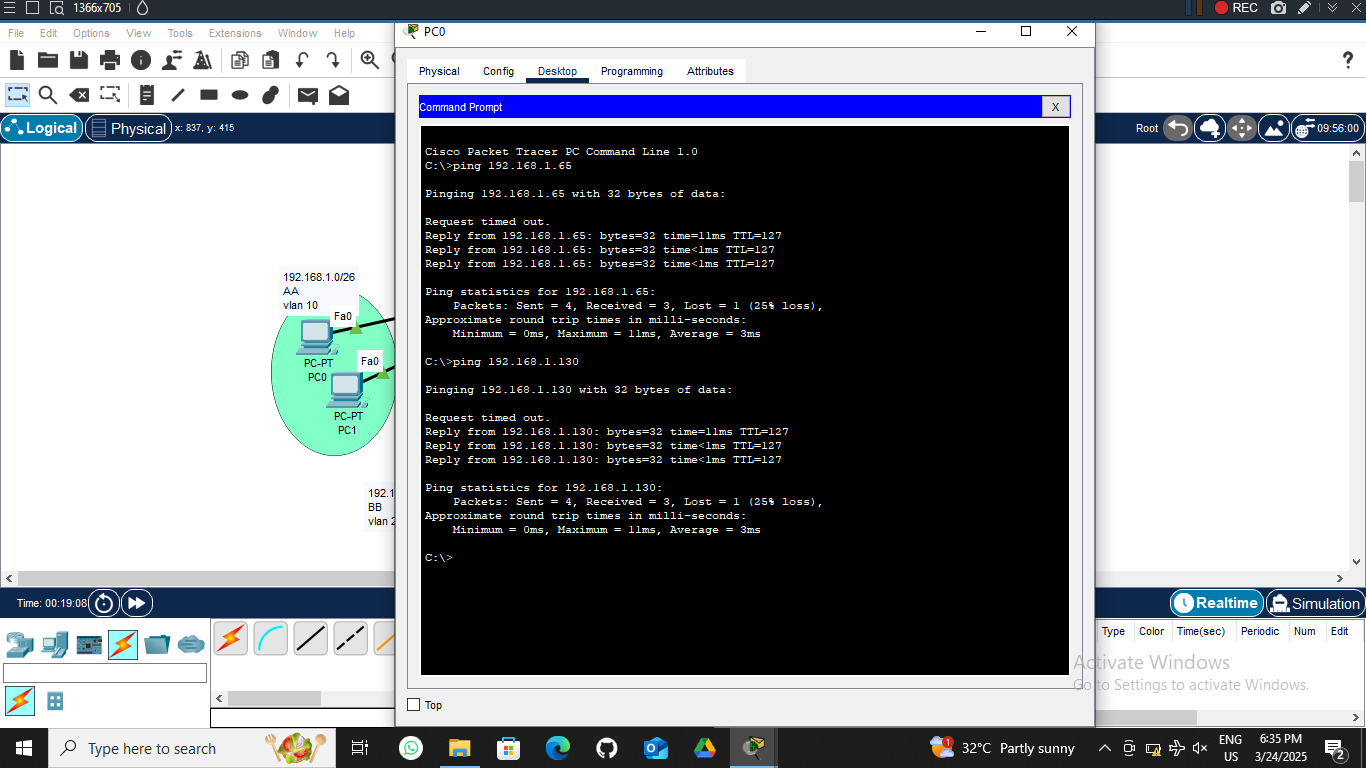 1366x705
REC
File Edit Options View Tools Extensions Window Help
PC0
Physical Config Desktop Programming Attributes
Command Prompt
X
Logical
Physical
x: 837, y: 415
Root
09:56:00
Cisco Packet Tracer PC Command Line 1.0
C:\>ping 192.168.1.65
Pinging 192.168.1.65 with 32 bytes of data:
Request timed out.
Reply from 192.168.1.65: bytes=32 time=11ms TTL=127
Reply from 192.168.1.65: bytes=32 time<1ms TTL=127
Reply from 192.168.1.65: bytes=32 time<1ms TTL=127
Ping statistics for 192.168.1.65:
Packets: Sent = 4, Received = 3, Lost = 1 (25% loss),
Approximate round trip times in milli-seconds:
Minimum = 0ms, Maximum = 11ms, Average = 3ms
C:\>ping 192.168.1.130
Pinging 192.168.1.130 with 32 bytes of data:
Request timed out.
Reply from 192.168.1.130: bytes=32 time=11ms TTL=127
Reply from 192.168.1.130: bytes=32 time<1ms TTL=127
Reply from 192.168.1.130: bytes=32 time<1ms TTL=127
Ping statistics for 192.168.1.130:
Packets: Sent = 4, Received = 3, Lost = 1 (25% loss),
Approximate round trip times in milli-seconds:
Minimum = 0ms, Maximum = 11ms, Average = 3ms
C:\>
192.168.1.0/26
AA
vlan 10
Fa0
PC-PT
PC0
Fa0
PC-PT
PC1
192.1
BB
vlan 2
Time: 00:19:08
Realtime
Simulation
Type Color Time(sec) Periodic Num Edit
Activate Windows
Go to Settings to activate Windows.
Top
Type here to search
1
32°C Partly sunny
ENG
US
6:35 PM
3/24/2025
2